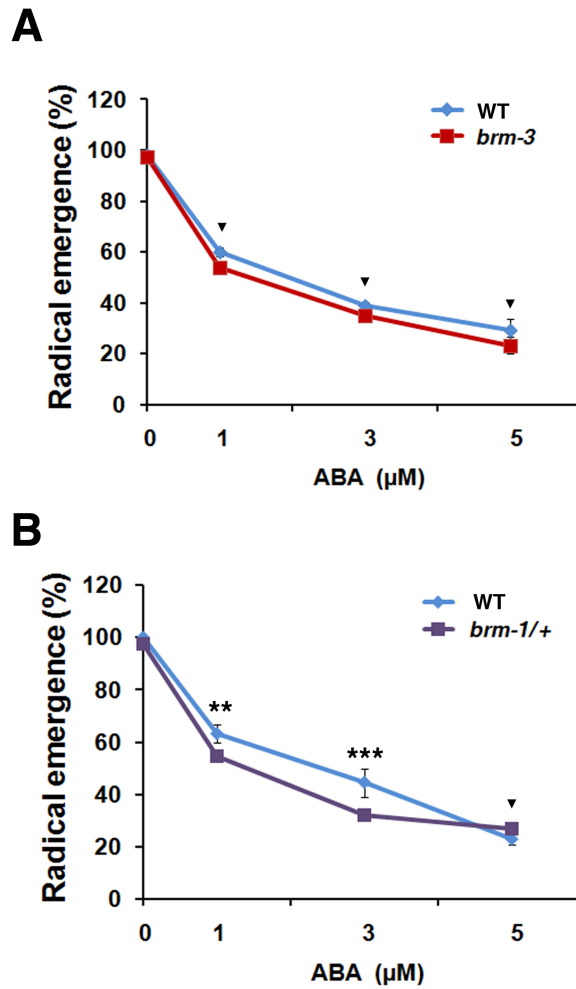 A
Radical emergence (%)
120
100
80
60
40
20
0
WT
brm-3
0 1 3 5
ABA (µM)
B
Radical emergence (%)
120
100
80
60
40
20
0
WT
brm-1/+
**
***
0 1 3 5
ABA (µM)